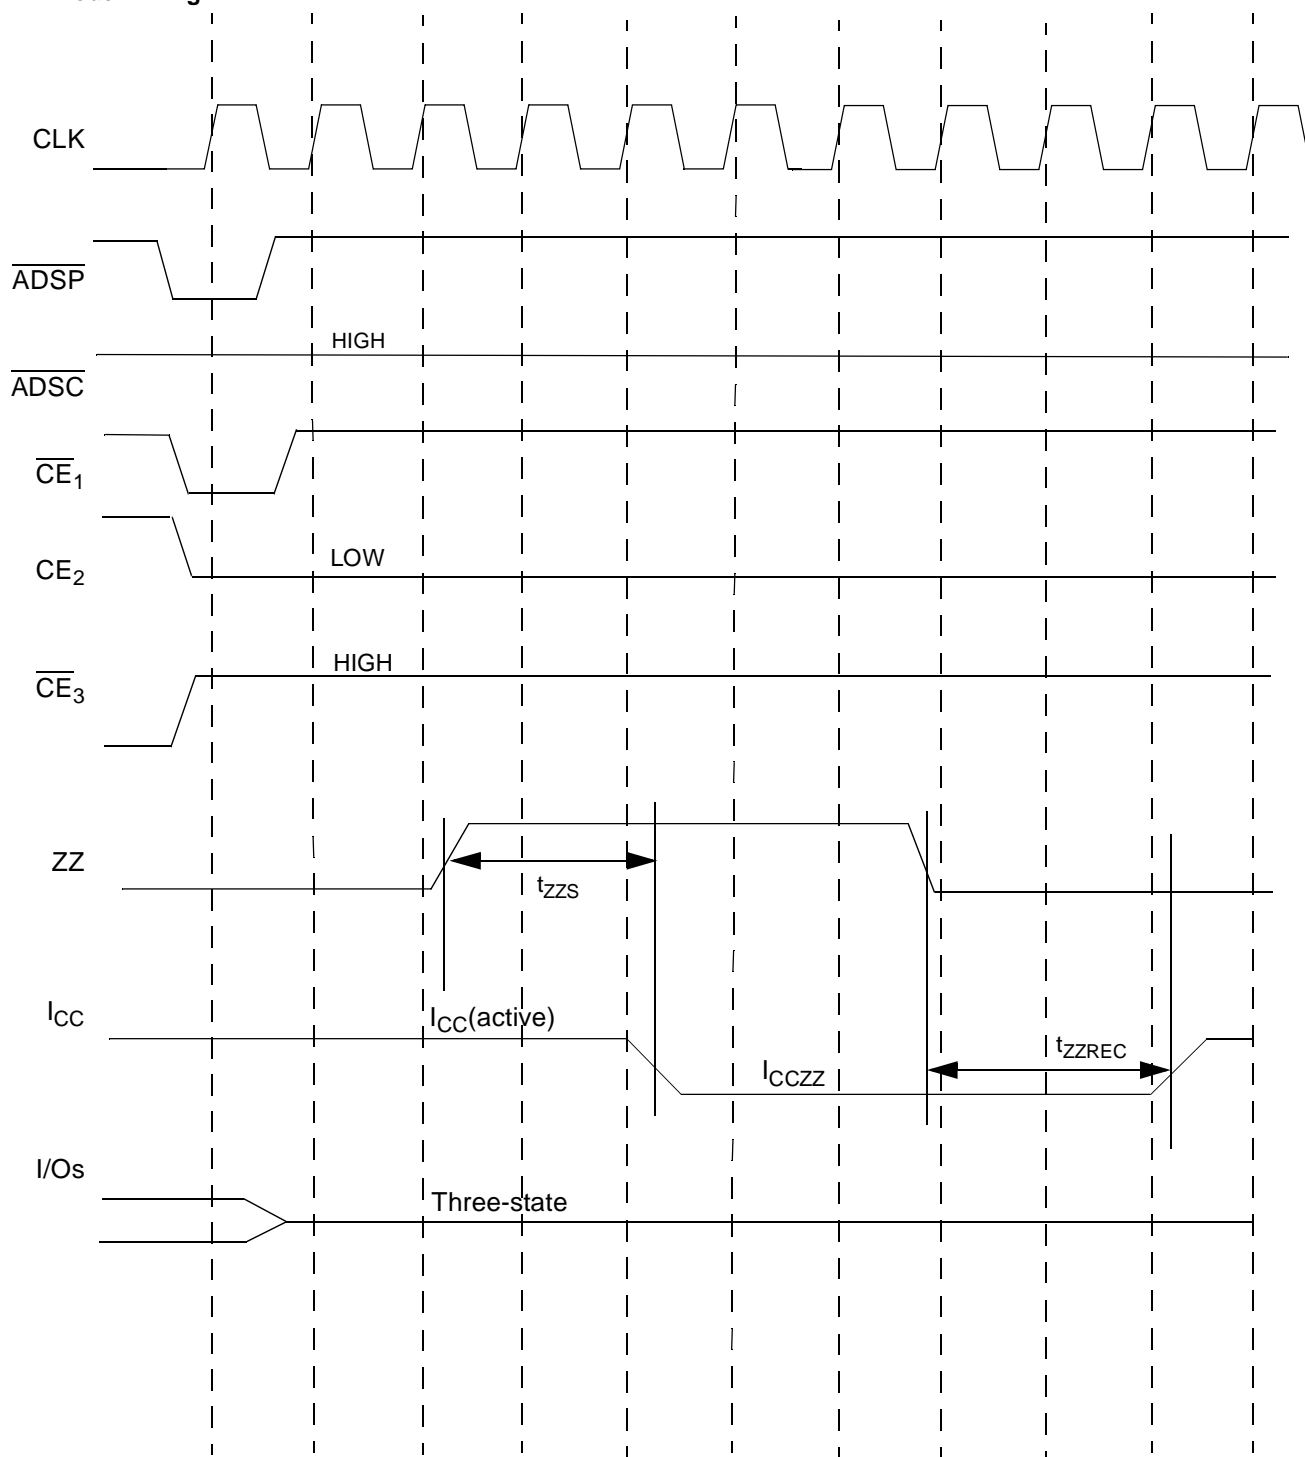 CLK
ADSP
HIGH
ADSC
CE1
LOW
CE2
HIGH
CE3
ZZ
tZZS
ICC
ICC(active)
tZZREC
ICCZZ
I/Os
Three-state